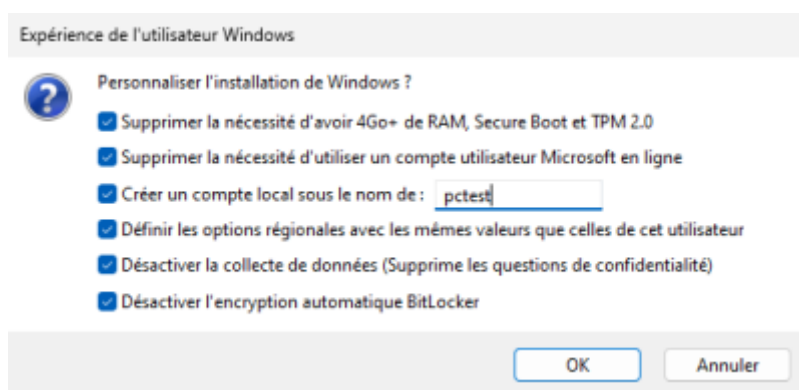 Expérience de l'utilisateur Windows
Personnaliser l'installation de Windows ?
Supprimer la nécessité d'avoir 4Go+ de RAM, Secure Boot et TPM 2.0
Supprimer la nécessité d'utiliser un compte utilisateur Microsoft en ligne
Créer un compte local sous le nom de : pctest
Définir les options régionales avec les mêmes valeurs que celles de cet utilisateur
Désactiver la collecte de données (Supprime les questions de confidentialité)
Désactiver l'encryption automatique BitLocker
OK Annuler